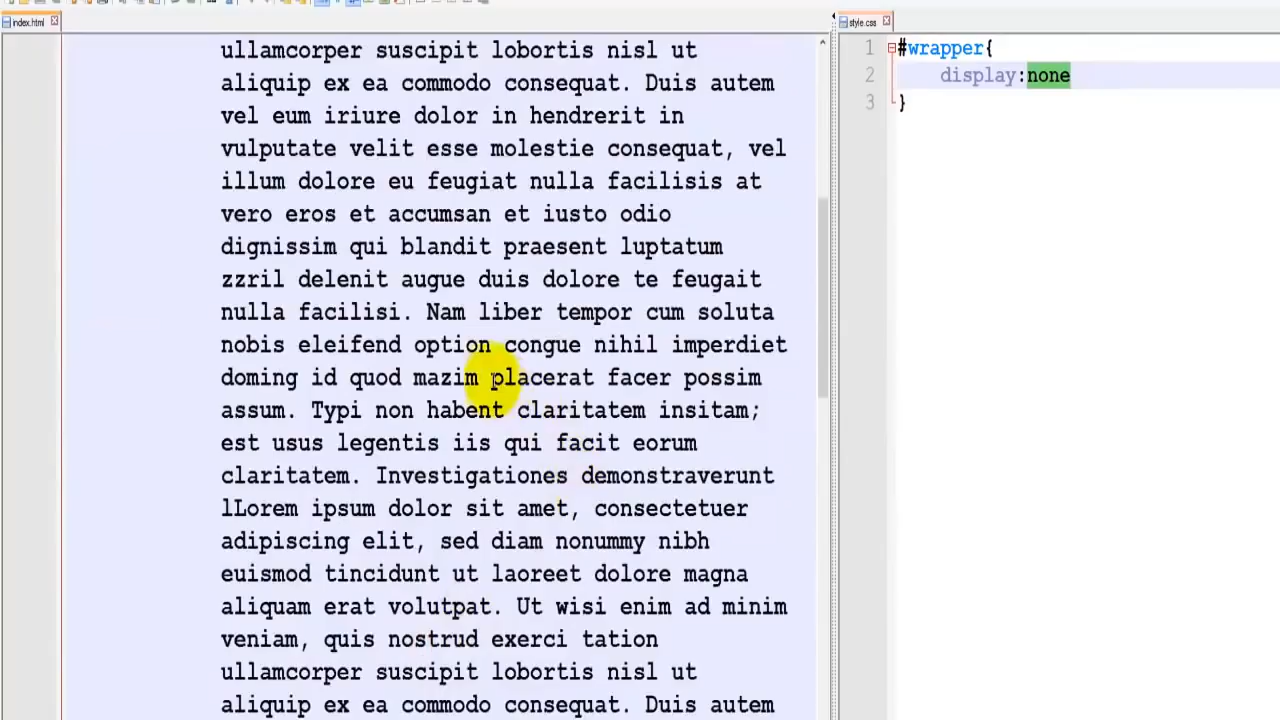 index.html
ullamcorper suscipit lobortis nisl ut
aliquip ex ea commodo consequat. Duis autem
vel eum iriure dolor in hendrerit in
vulputate velit esse molestie consequat, vel
illum dolore eu feugiat nulla facilisis at
vero eros et accumsan et iusto odio
dignissim qui blandit praesent luptatum
zzril delenit augue duis dolore te feugait
nulla facilisi. Nam liber tempor cum soluta
nobis eleifend option congue nihil imperdiet
doming id quod mazim placerat facer possim
assum. Typi non habent claritatem insitam;
est usus legentis iis qui facit eorum
claritatem. Investigationes demonstraverunt
lLorem ipsum dolor sit amet, consectetuer
adipiscing elit, sed diam nonummy nibh
euismod tincidunt ut laoreet dolore magna
aliquam erat volutpat. Ut wisi enim ad minim
veniam, quis nostrud exerci tation
ullamcorper suscipit lobortis nisl ut
aliquip ex ea commodo consequat. Duis autem
style.css
1 #wrapper{
2 display:none
3 }